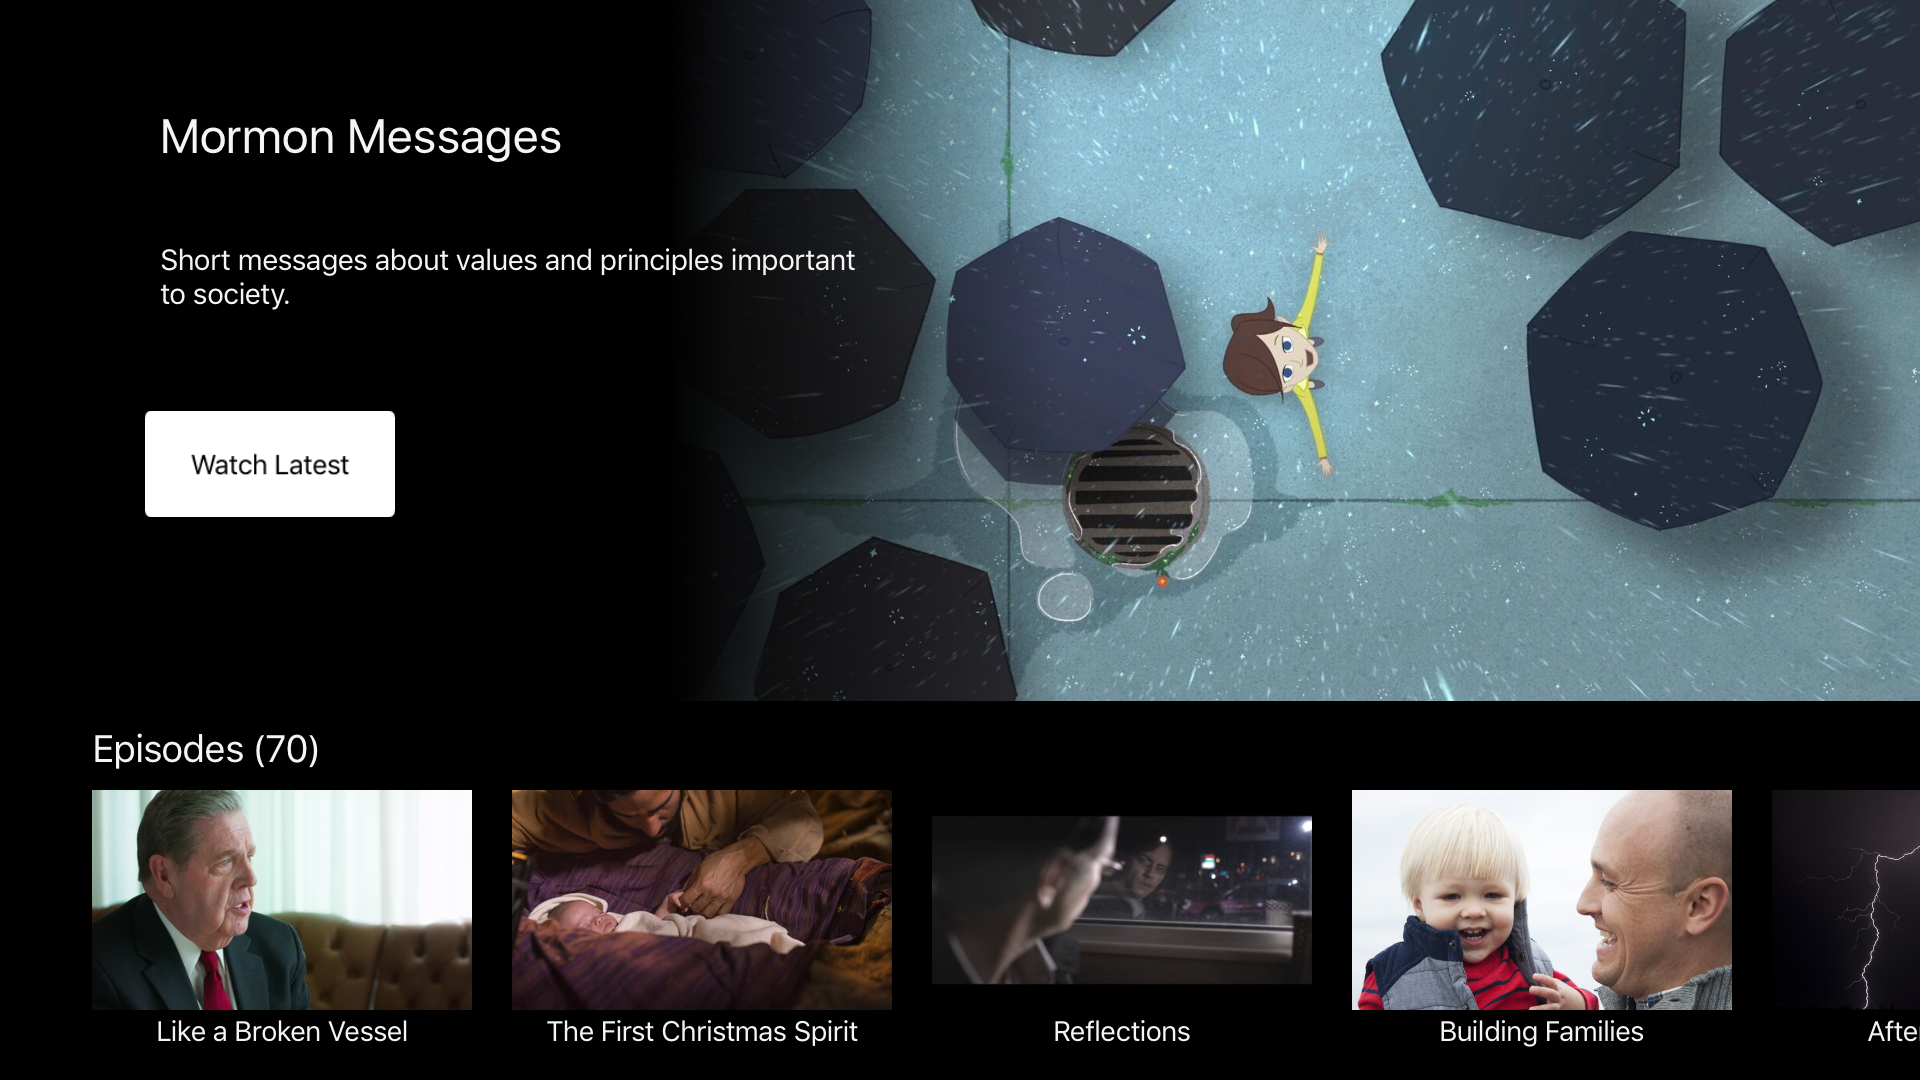 Mormon Messages
Short messages about values and principles important
to society.
Watch Latest
Episodes (70)
Like a Broken Vessel
The First Christmas Spirit
Reflections
Building Families